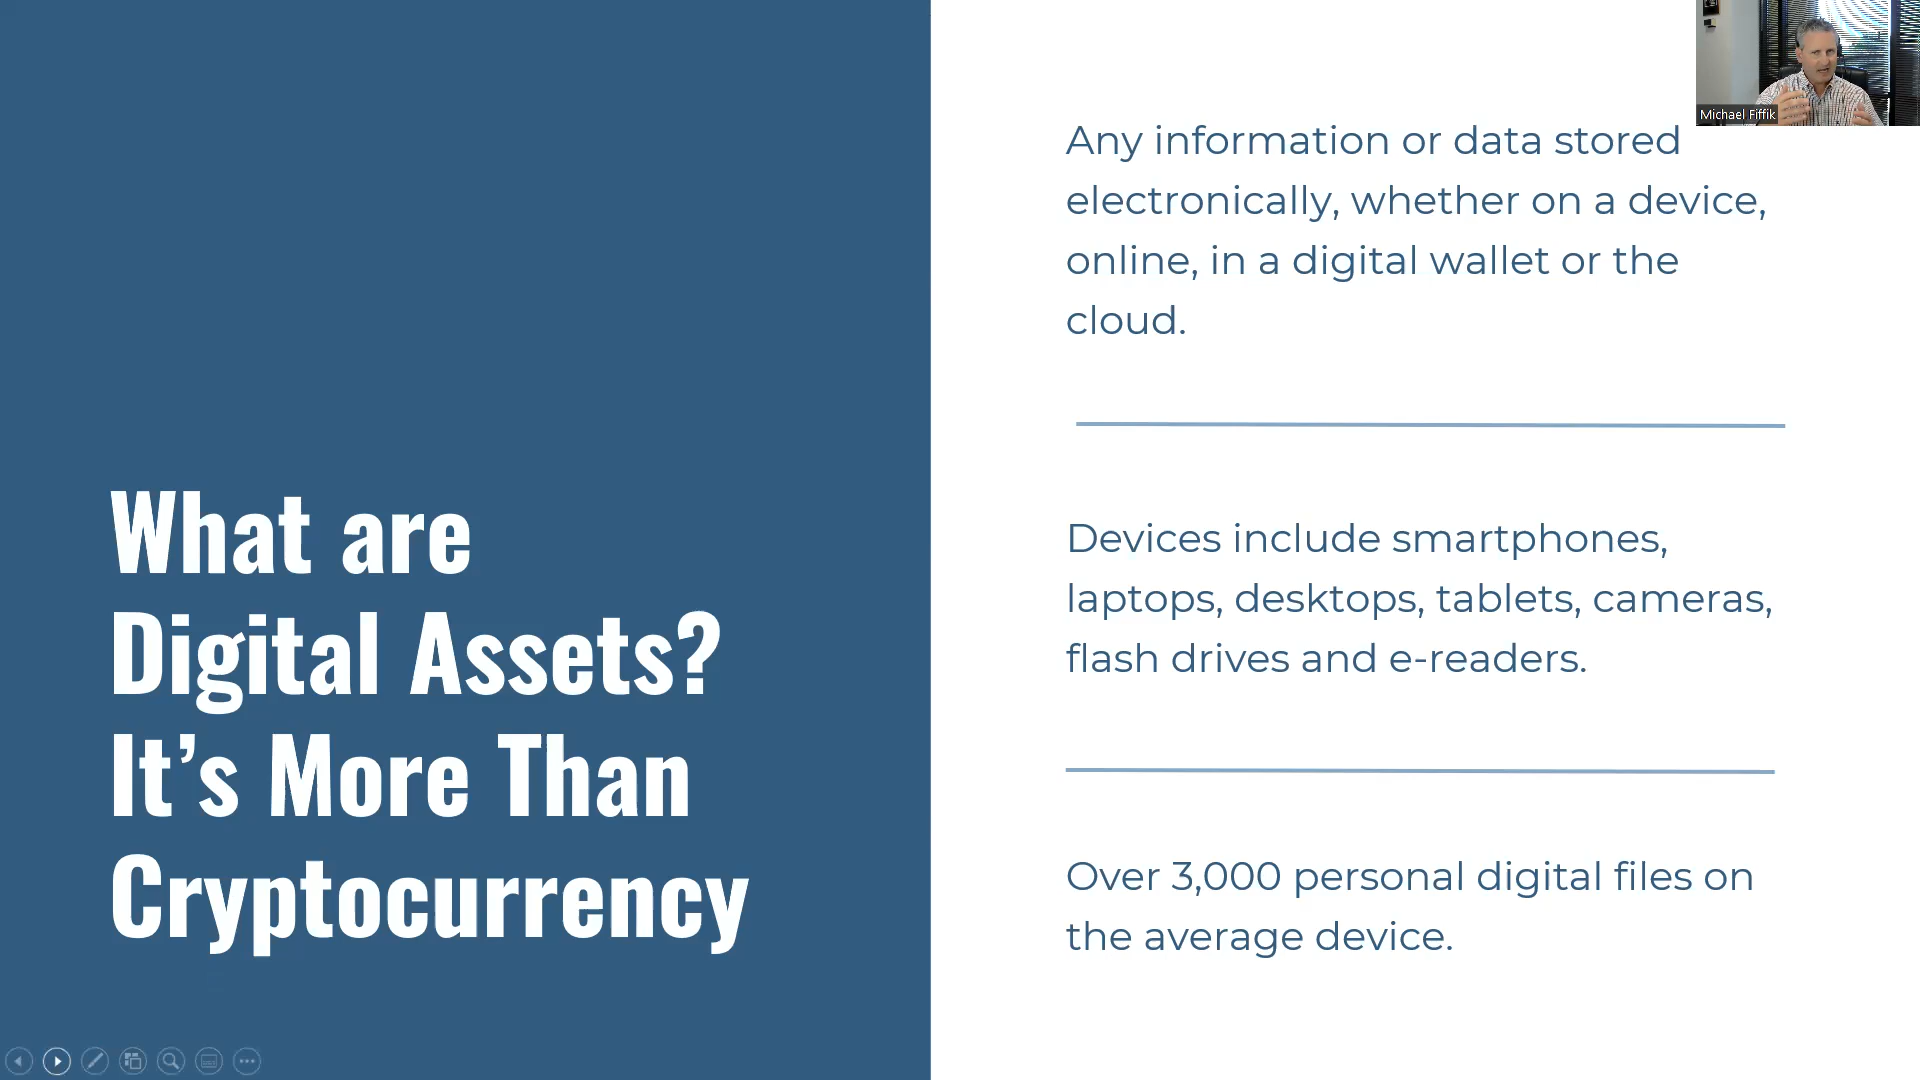 What are
Digital Assets?
It’s More Than
Cryptocurrency
Michael Fiffik
Any information or data stored
electronically, whether on a device,
online, in a digital wallet or the
cloud.
Devices include smartphones,
laptops, desktops, tablets, cameras,
flash drives and e-readers.
Over 3,000 personal digital files on
the average device.